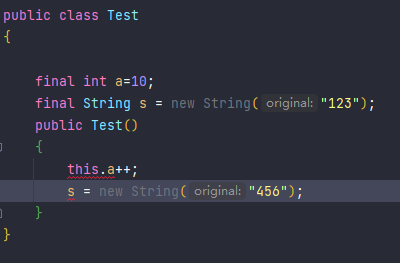 public class Test
{
final int a=10;
final String s = new String( original: "123");
public Test()
{
this.a++;
s = new String( original: "456");
}
}